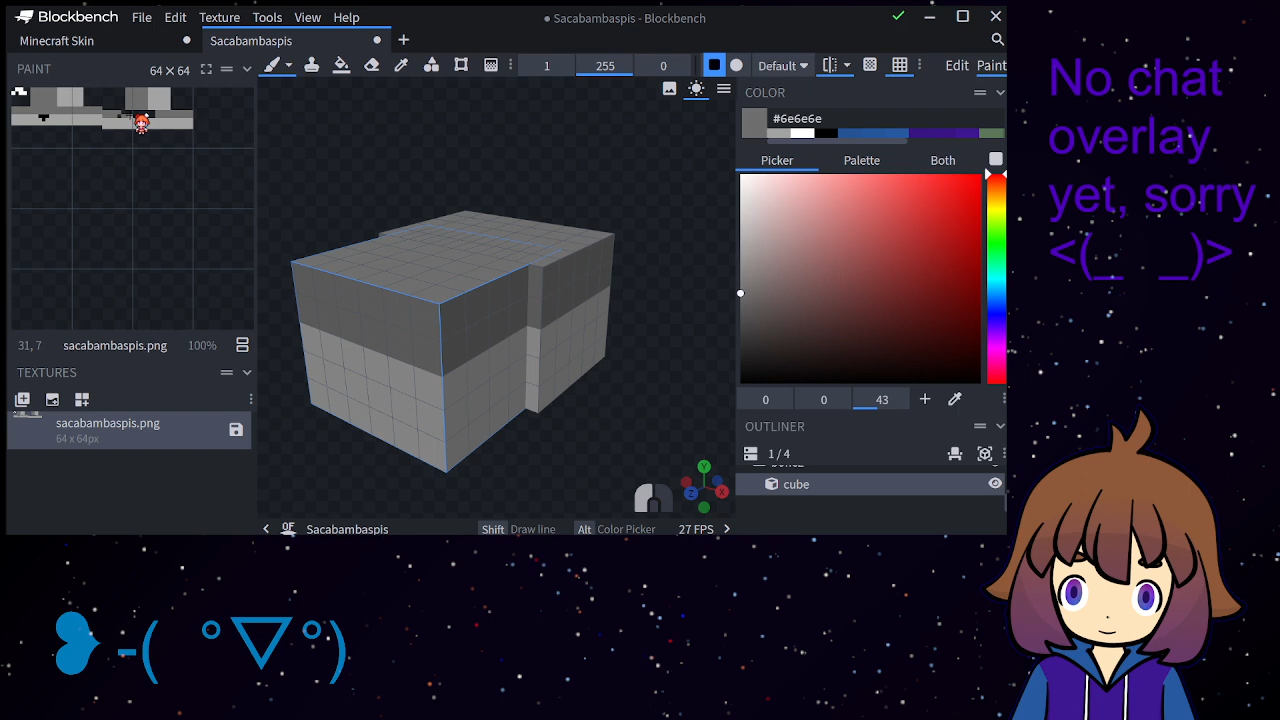 Blockbench File Edit Texture Tools View Help Sacabambaspis - Blockbench
Minecraft Skin Sacabambaspis
PAINT 64 × 64
1 255 0 Default Edit Paint
COLOR
#6e6e6e
Picker Palette Both
31, 7 sacabambaspis.png 100%
TEXTURES
sacabambaspis.png
64 x 64px
0 0 43
OUTLINER
1 / 4
cube
Sacabambaspis Shift Draw line Alt Color Picker 27 FPS
Y
X
Z
No chat
overlay
yet, sorry
<(_ _)>
❥-( °▽°)